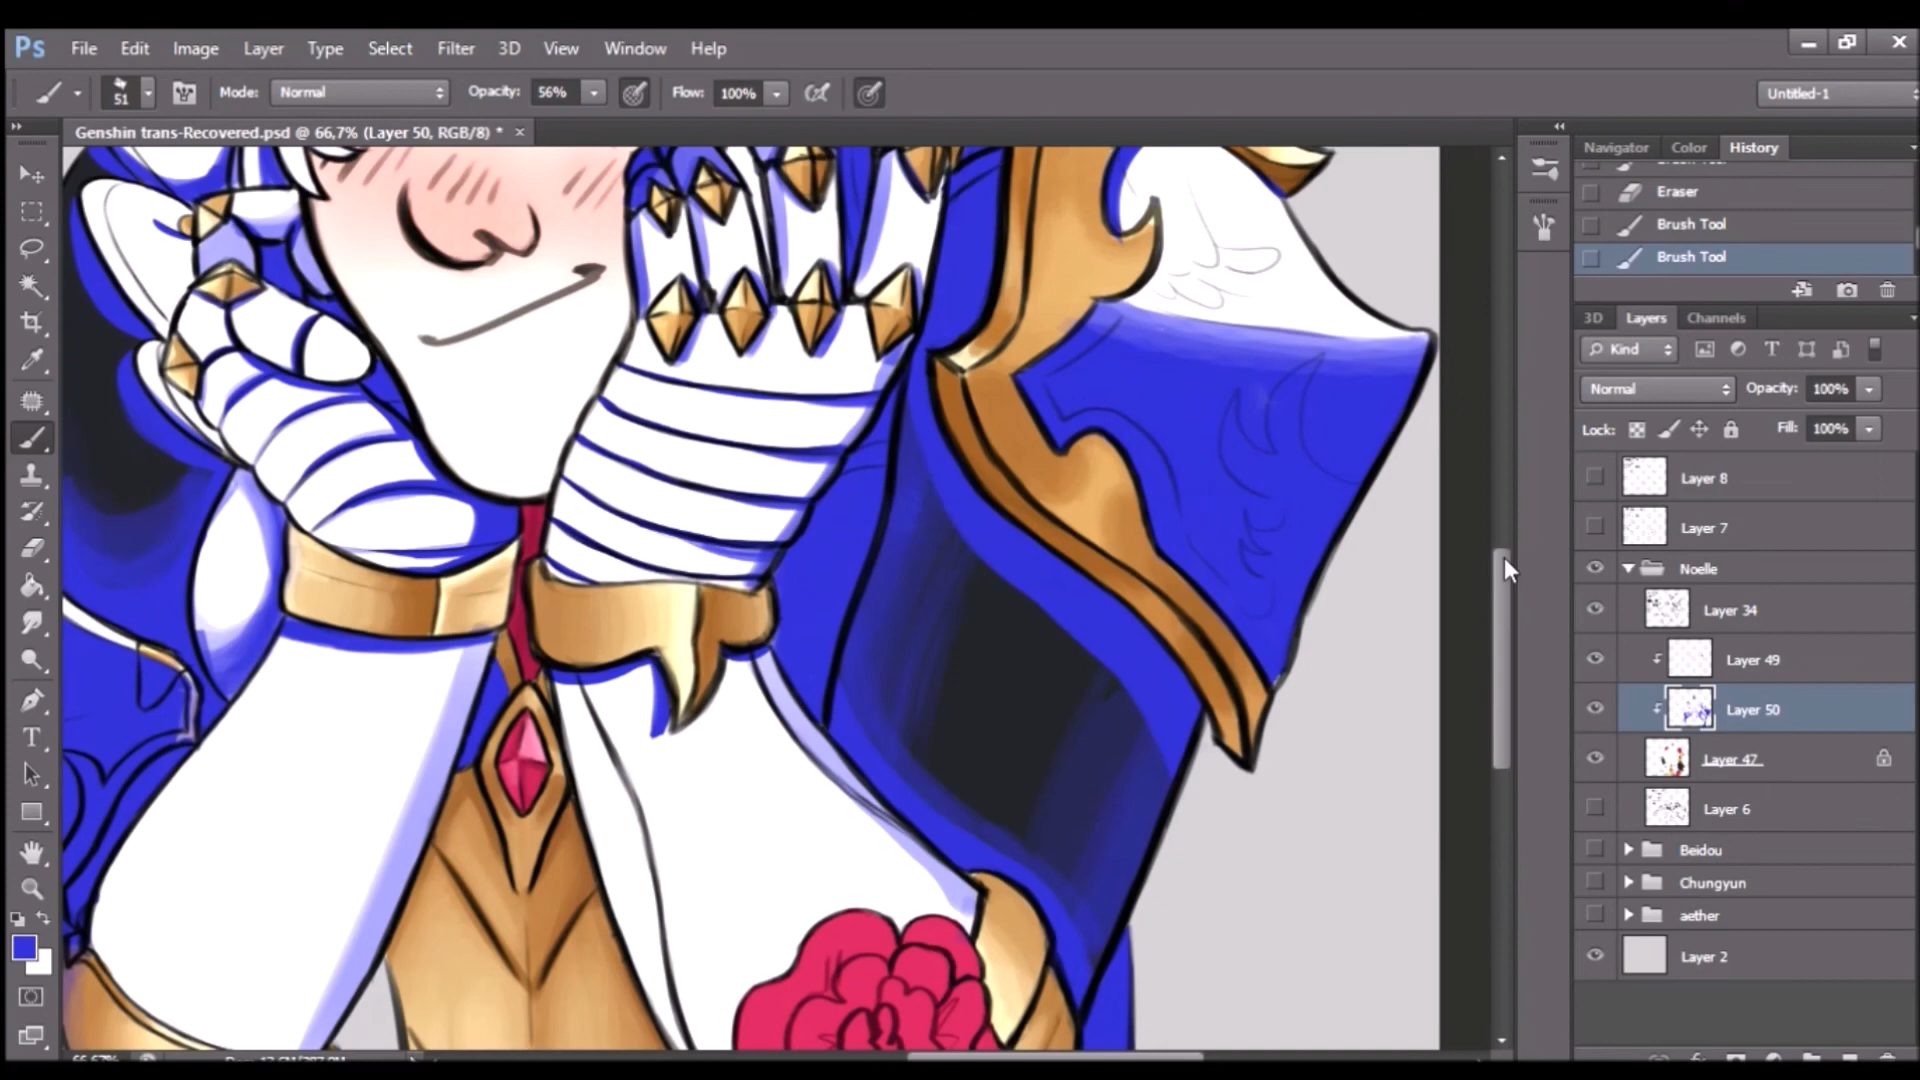 Ps File Edit Image Layer Type Select Filter 3D View Window Help
51 Mode: Normal Opacity: 56% Flow: 100% Untitled-1
Genshin trans-Recovered.psd @ 66,7% (Layer 50, RGB/8) * ×
Navigator Color History
Brush Tool
Eraser
Brush Tool
Brush Tool
3D Layers Channels
Kind
Normal Opacity: 100%
Lock: Fill: 100%
Layer 8
Layer 7
Noelle
Layer 34
Layer 49
Layer 50
Layer 47
Layer 6
Beidou
Chungyun
aether
Layer 2